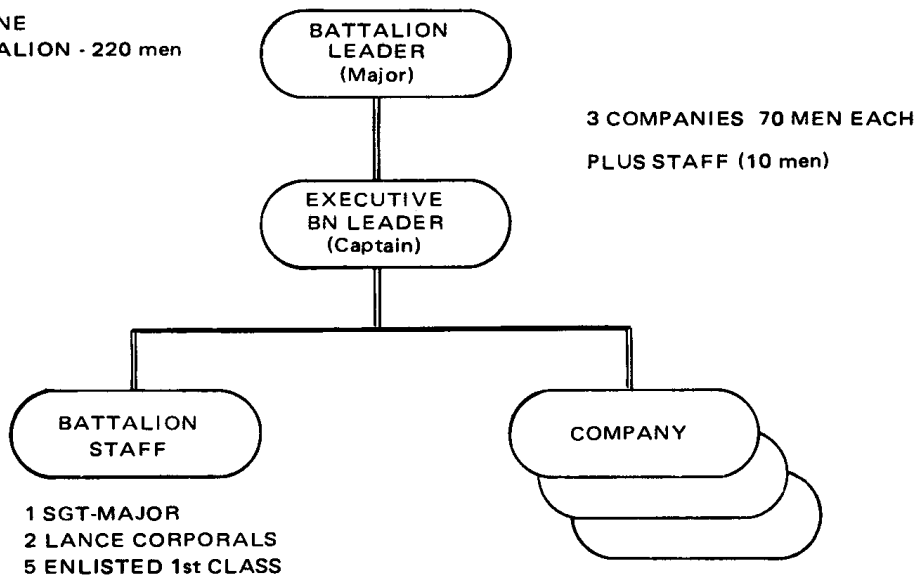 NE
ALION - 220 men
BATTALION
LEADER
(Major)
3 COMPANIES 70 MEN EACH
PLUS STAFF (10 men)
EXECUTIVE
BN LEADER
(Captain)
BATTALION
STAFF
COMPANY
1 SGT-MAJOR
2 LANCE CORPORALS
5 ENLISTED 1st CLASS